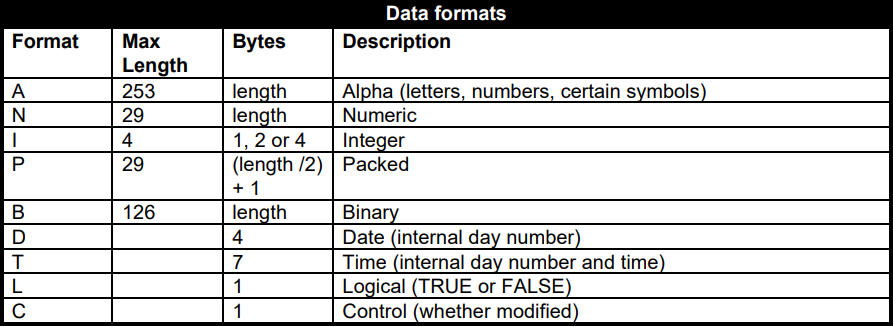 Data formats
Format Max Length Bytes Description
A 253 length Alpha (letters, numbers, certain symbols)
N 29 length Numeric
I 4 1, 2 or 4 Integer
P 29 (length /2) + 1 Packed
B 126 length Binary
D 4 Date (internal day number)
T 7 Time (internal day number and time)
L 1 Logical (TRUE or FALSE)
C 1 Control (whether modified)